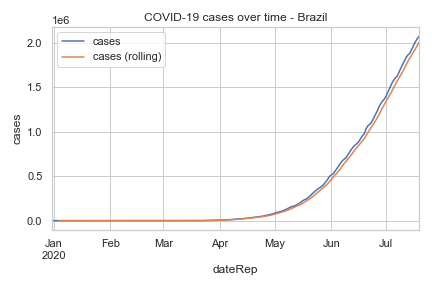 COVID-19 cases over time - Brazil
1e6
cases
cases (rolling)
2.0
1.5
1.0
0.5
0.0
cases
Jan Feb Mar Apr May Jun Jul
2020
dateRep